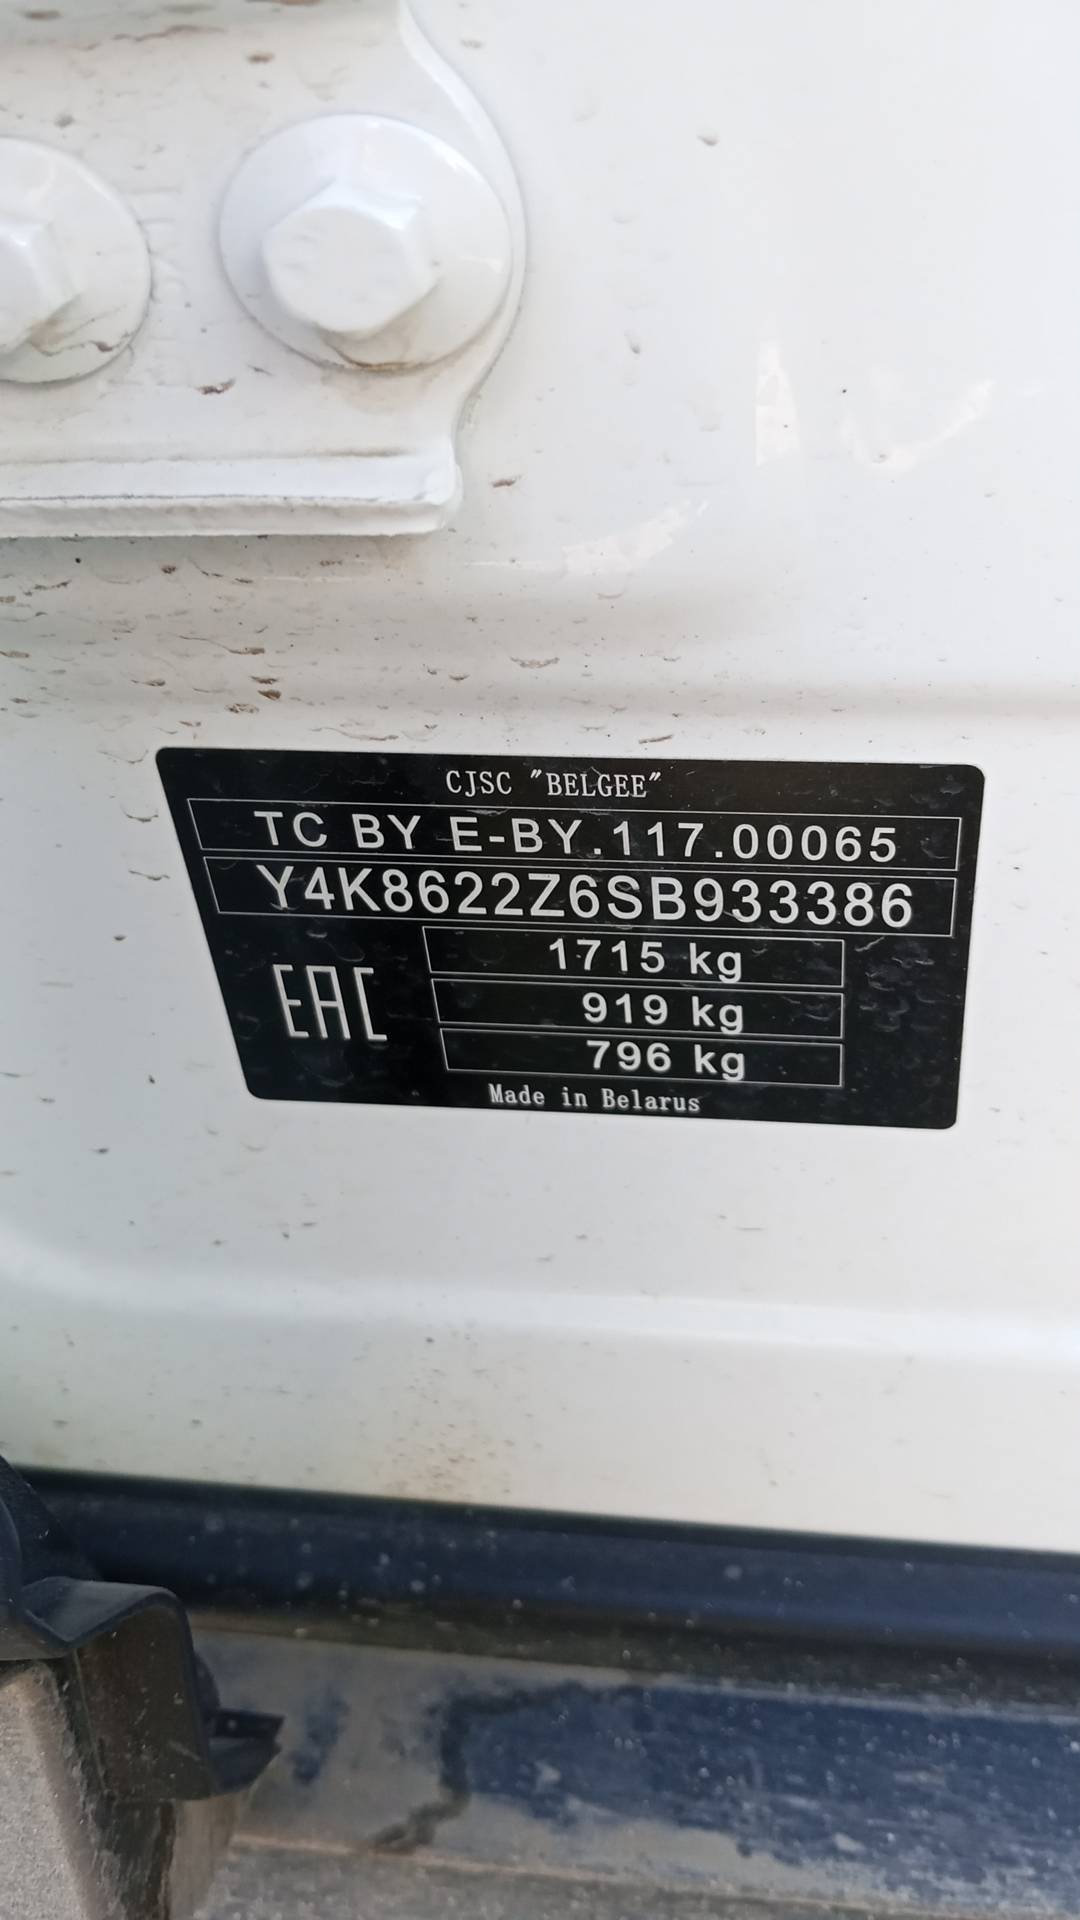 CJSC "BELGEE"
TC BY E-BY.117.00065
Y4K8622Z6SB933386
1715 kg
919 kg
EAC
796 kg
Made in Belarus